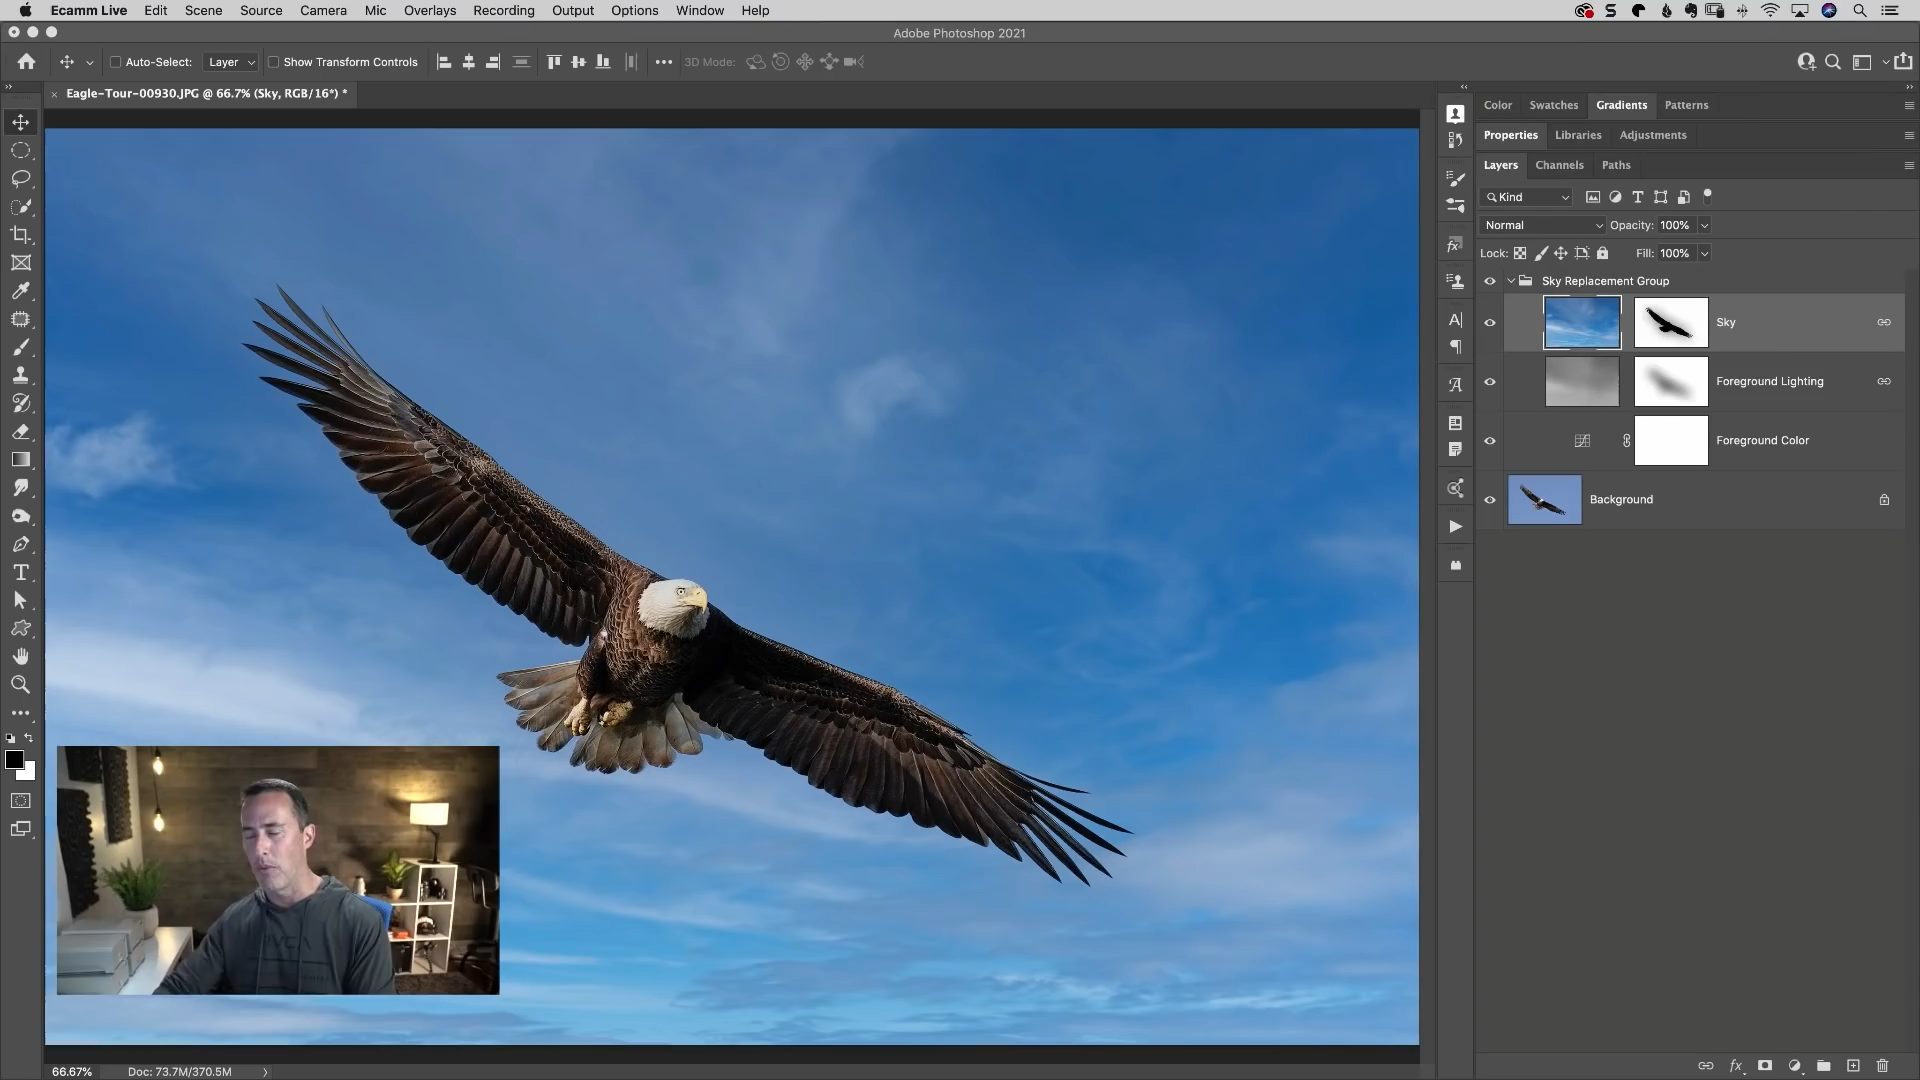 Ecamm Live Edit Scene Source Camera Mic Overlays Recording Output Options Window Help
Adobe Photoshop 2021
Auto-Select: Layer Show Transform Controls 3D Mode:
Eagle-Tour-00930.JPG @ 66.7% (Sky, RGB/16*) *
Color Swatches Gradients Patterns
Properties Libraries Adjustments
Layers Channels Paths
Kind
Normal Opacity: 100%
Lock: Fill: 100%
Sky Replacement Group
Sky
Foreground Lighting
Foreground Color
Background
66.67% Doc: 73.7M/370.5M